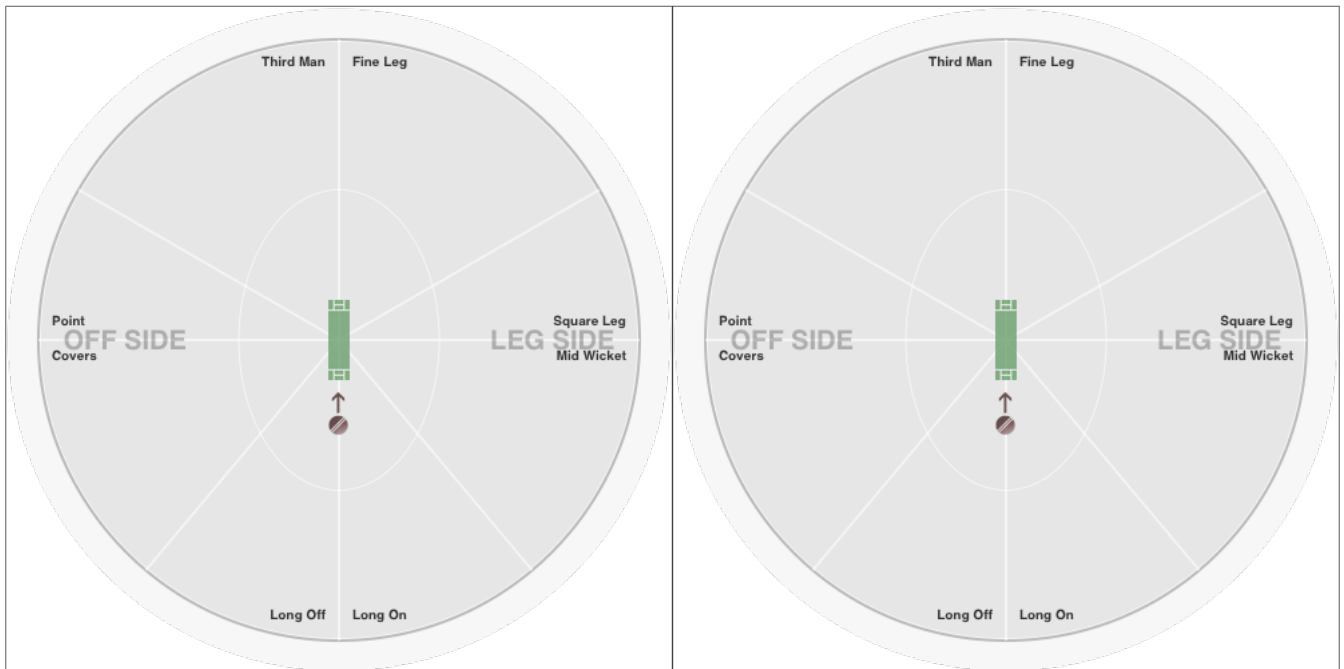 Third Man Fine Leg
Point
OFF SIDE
Covers
Square Leg
LEG SIDE
Mid Wicket
Long Off Long On
Third Man Fine Leg
Point
OFF SIDE
Covers
Square Leg
LEG SIDE
Mid Wicket
Long Off Long On